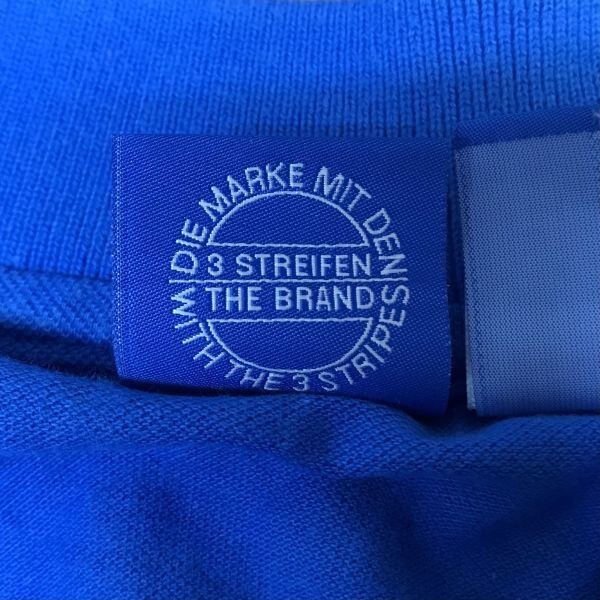 DIE MARKE MIT DEN
3 STREIFEN
THE BRAND
WITH THE 3 STRIPES